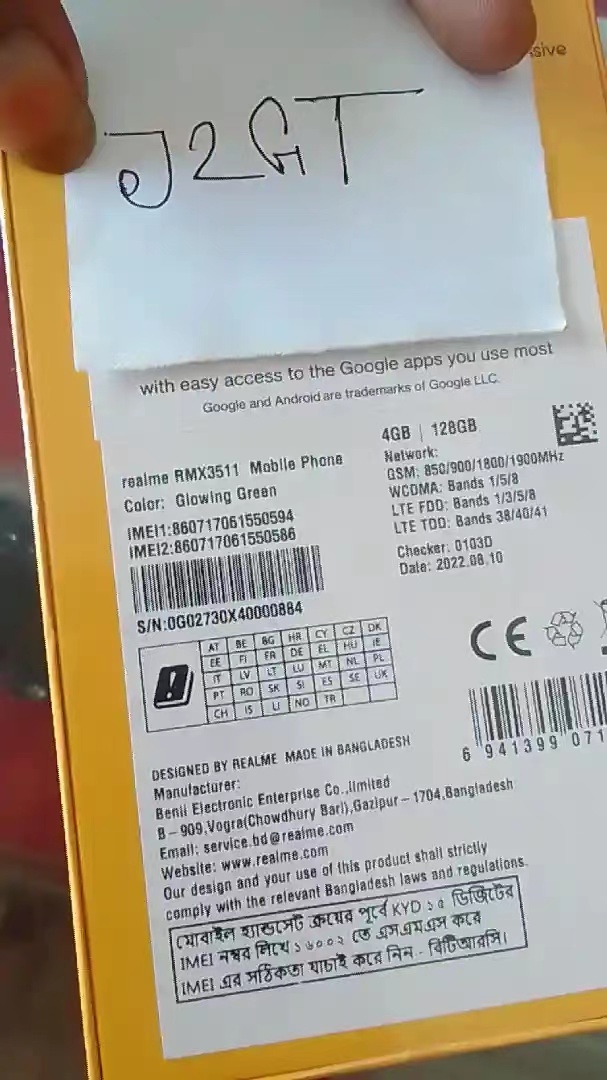 J2GT
with easy access to the Google apps you use most
Google and Android are trademarks of Google LLC.
realme RMX3511 Mobile Phone
Color: Glowing Green
IMEI1:860717061550594
IMEI2:860717061550586
S/N:0G02730X40000884
4GB | 128GB
Network:
GSM: 850/900/1800/1900MHz
WCDMA: Bands 1/5/8
LTE FDD: Bands 1/3/5/8
LTE TDD: Bands 38/40/41
Checker: 0103D
Date: 2022.08.10
AT BE BG HR CY CZ DK
EE FI FR DE EL HU IE
IT LV LT LU MT NL PL
PT RO SK SI ES SE UK
CH IS LI NO TR
CE
6 941399 071
DESIGNED BY REALME MADE IN BANGLADESH
Manufacturer:
Benli Electronic Enterprise Co.,limited
B-909,Vogra(Chowdhury Bari),Gazipur-1704,Bangladesh
Email: service.bd@realme.com
Website: www.realme.com
Our design and your use of this product shall strictly
comply with the relevant Bangladesh laws and regulations.
মোবাইল হ্যান্ডসেট ক্রয়ের পূর্বে KYD ১৫ ডিজিটের
IMEI নম্বর লিখে ১৬০০২ তে এসএমএস করে
IMEI এর সঠিকতা যাচাই করে নিন - বিটিআরসি।